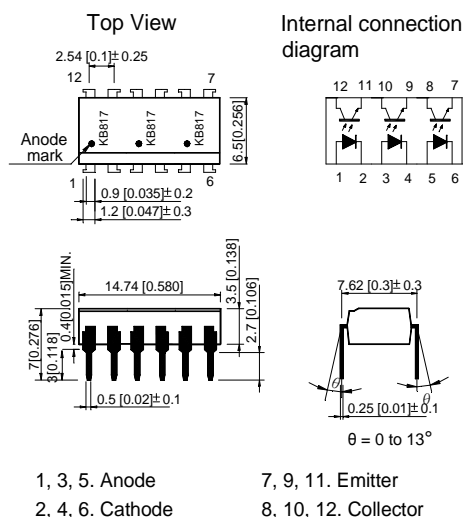 Top View
Internal connection
diagram
2.54 [0.1]± 0.25
12
7
KB817
KB817
KB817
Anode
mark
6.5[0.256]
1
6
0.9 [0.035]± 0.2
1.2 [0.047]± 0.3
12 11 10 9 8 7
1 2 3 4 5 6
14.74 [0.580]
3.5 [0.138]
2.7 [0.106]
0.4[0.015]MIN.
7[0.276]
3[0.118]
0.5 [0.02]± 0.1
7.62 [0.3]± 0.3
θ
θ
0.25 [0.01]± 0.1
θ = 0 to 13°
1, 3, 5. Anode
7, 9, 11. Emitter
2, 4, 6. Cathode
8, 10, 12. Collector